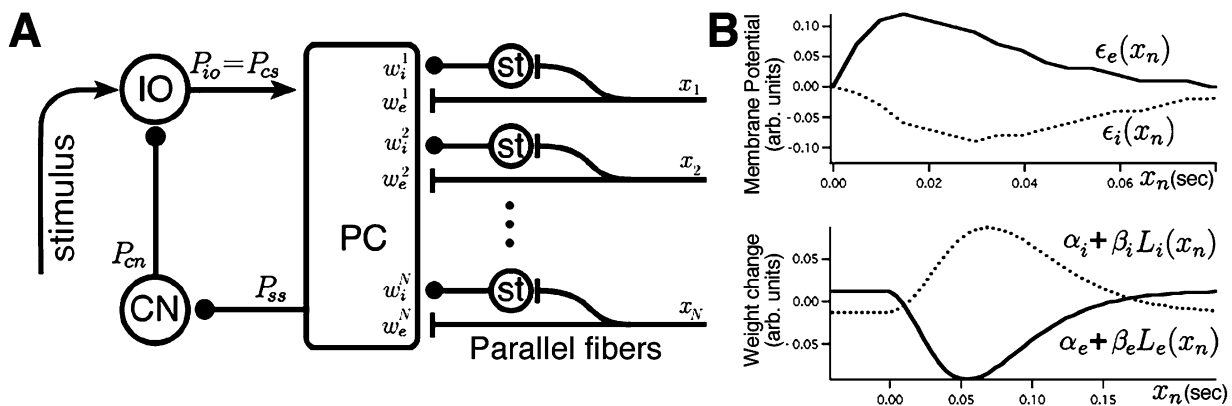 A
IO
P_io=P_cs
stimulus
P_cn
CN
P_ss
PC
w_i^1
w_e^1
w_i^2
w_e^2
w_i^N
w_e^N
st
st
st
x_1
x_2
x_N
Parallel fibers
B
Membrane Potential
(arb. units)
0.10
0.05
0.00
-0.05
-0.10
ϵ_e(x_n)
ϵ_i(x_n)
0.00
0.02
0.04
0.06
x_n(sec)
Weight change
(arb. units)
0.05
0.00
-0.05
α_i+β_iL_i(x_n)
α_e+β_eL_e(x_n)
0.00
0.05
0.10
0.15
x_n(sec)